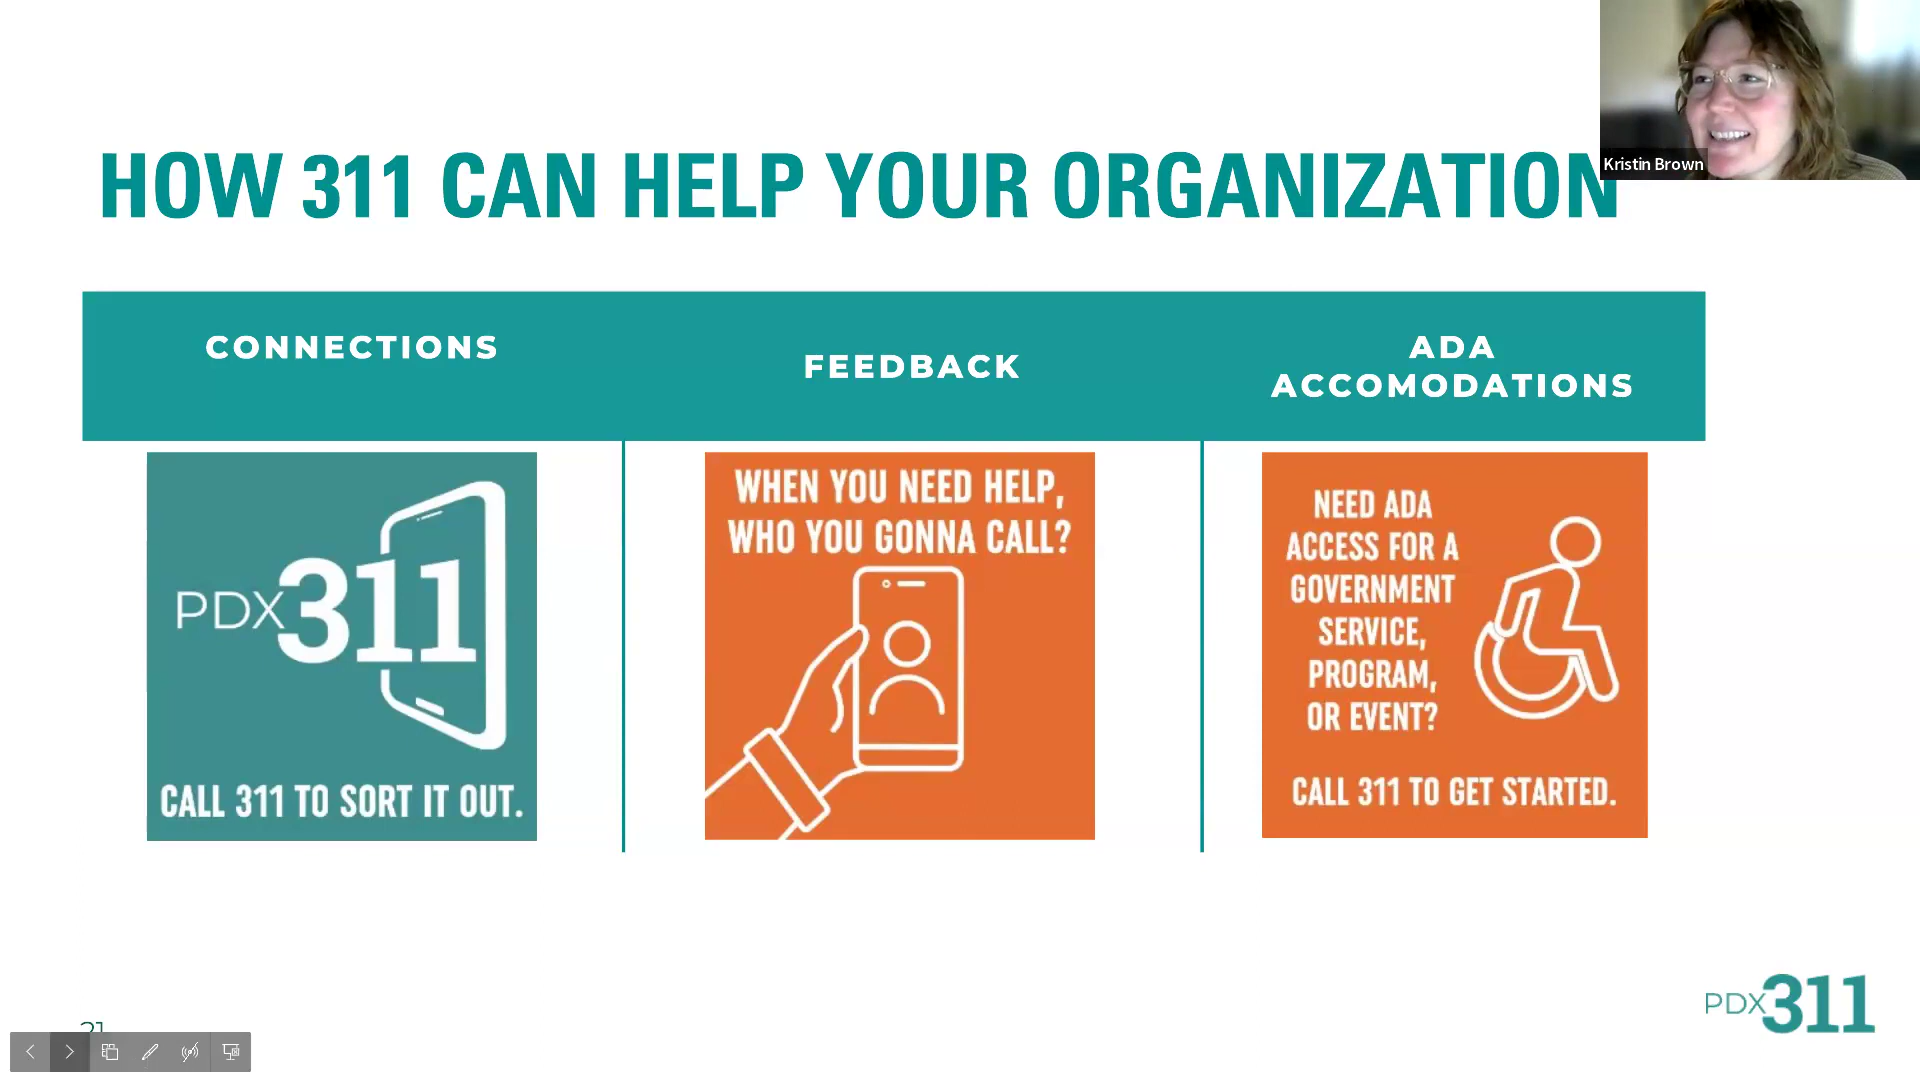 Kristin Brown
HOW 311 CAN HELP YOUR ORGANIZATION
CONNECTIONS
FEEDBACK
ADA
ACCOMODATIONS
PDX311
CALL 311 TO SORT IT OUT.
WHEN YOU NEED HELP,
WHO YOU GONNA CALL?
NEED ADA
ACCESS FOR A
GOVERNMENT
SERVICE,
PROGRAM,
OR EVENT?
CALL 311 TO GET STARTED.
PDX311
21